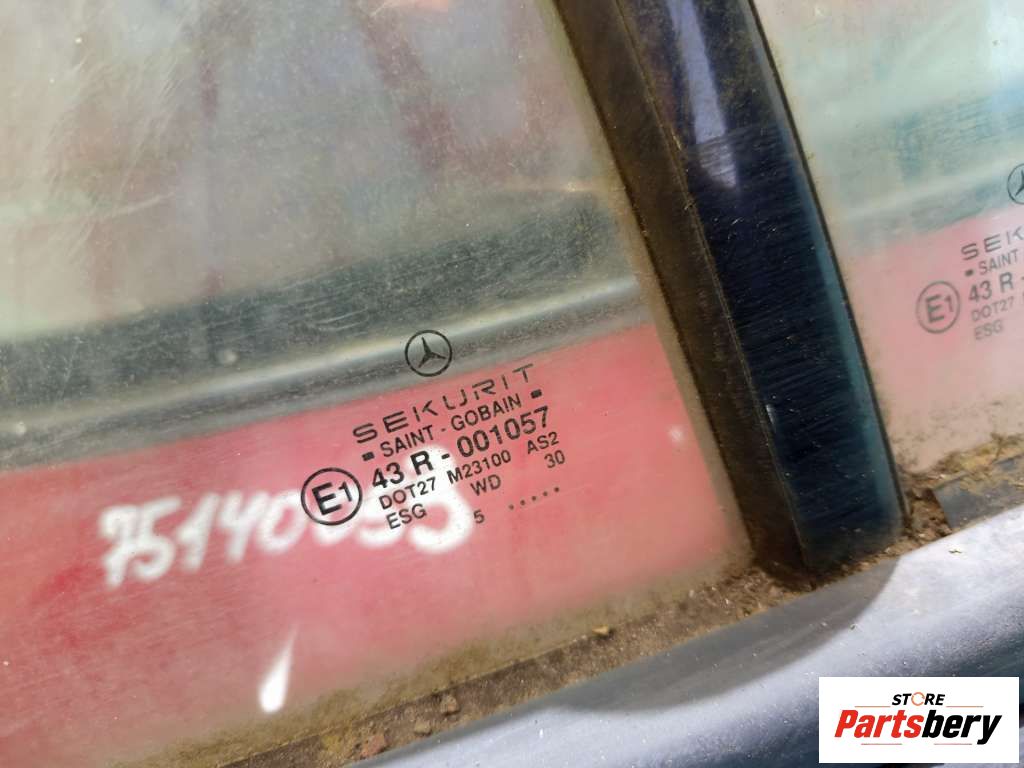 SEKURIT
SAINT - GOBAIN
E1 43 R - 001057
DOT27 M23100 AS2
ESG WD 30
5 .....
SEK
SAINT
E1 43 R -
DOT27
ESG
STORE
Partsbery